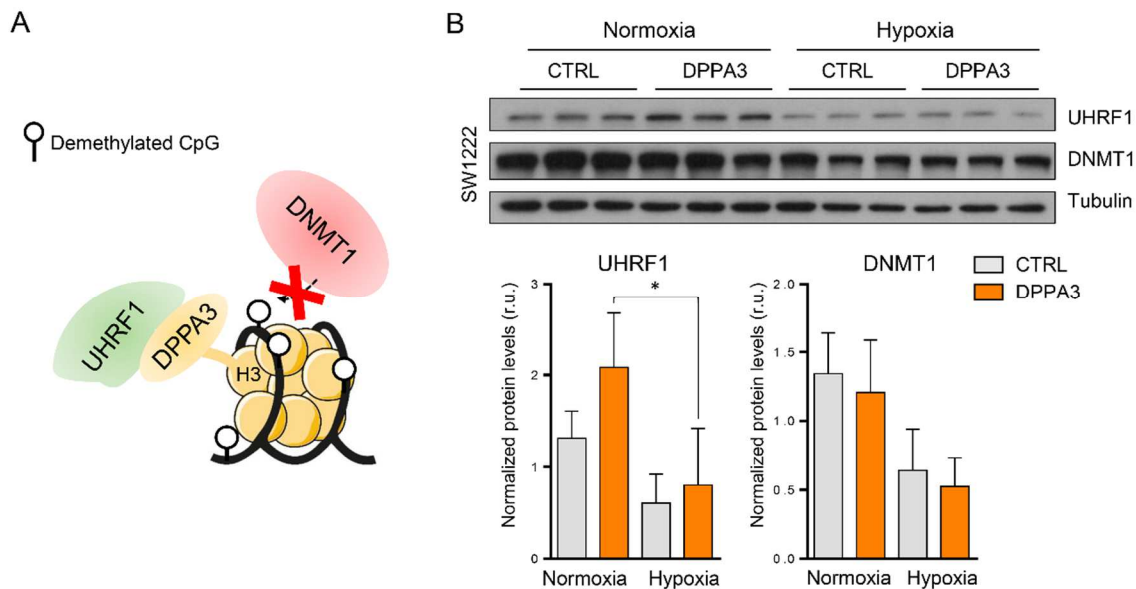 A
Demethylated CpG
DNMT1
UHRF1
DPPA3
H3
B
Normoxia Hypoxia
CTRL DPPA3 CTRL DPPA3
SW1222
UHRF1
DNMT1
Tubulin
UHRF1
Normalized protein levels (r.u.)
3
2
1
0
*
Normoxia Hypoxia
DNMT1
Normalized protein levels (r.u.)
2.0
1.5
1.0
0.5
0.0
Normoxia Hypoxia
CTRL
DPPA3